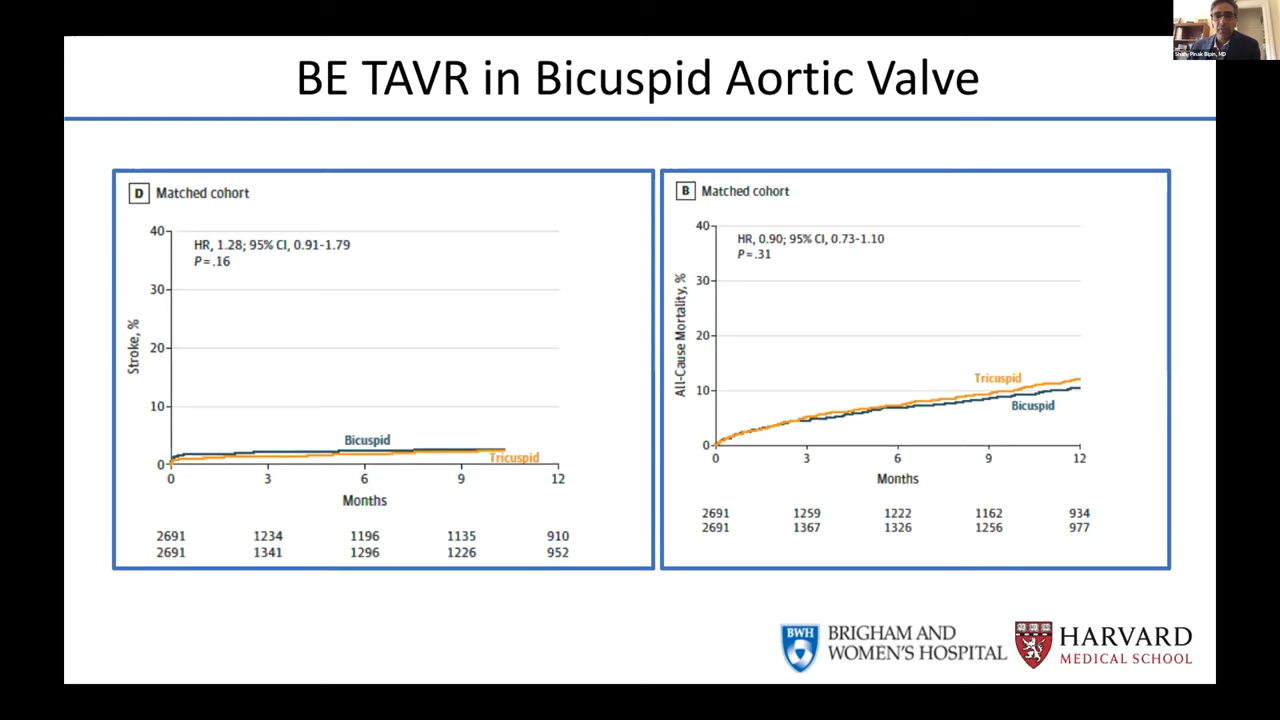 Shah, Pinak Bipin, MD
BE TAVR in Bicuspid Aortic Valve
D Matched cohort
HR, 1.28; 95% CI, 0.91-1.79
P = .16
Stroke, %
40
30
20
10
0
Bicuspid
Tricuspid
0 3 6 9 12
Months
2691 1234 1196 1135 910
2691 1341 1296 1226 952
B Matched cohort
HR, 0.90; 95% CI, 0.73-1.10
P = .31
All-Cause Mortality, %
40
30
20
10
0
Tricuspid
Bicuspid
0 3 6 9 12
Months
2691 1259 1222 1162 934
2691 1367 1326 1256 977
BWH
BRIGHAM AND
WOMEN'S HOSPITAL
HARVARD
MEDICAL SCHOOL